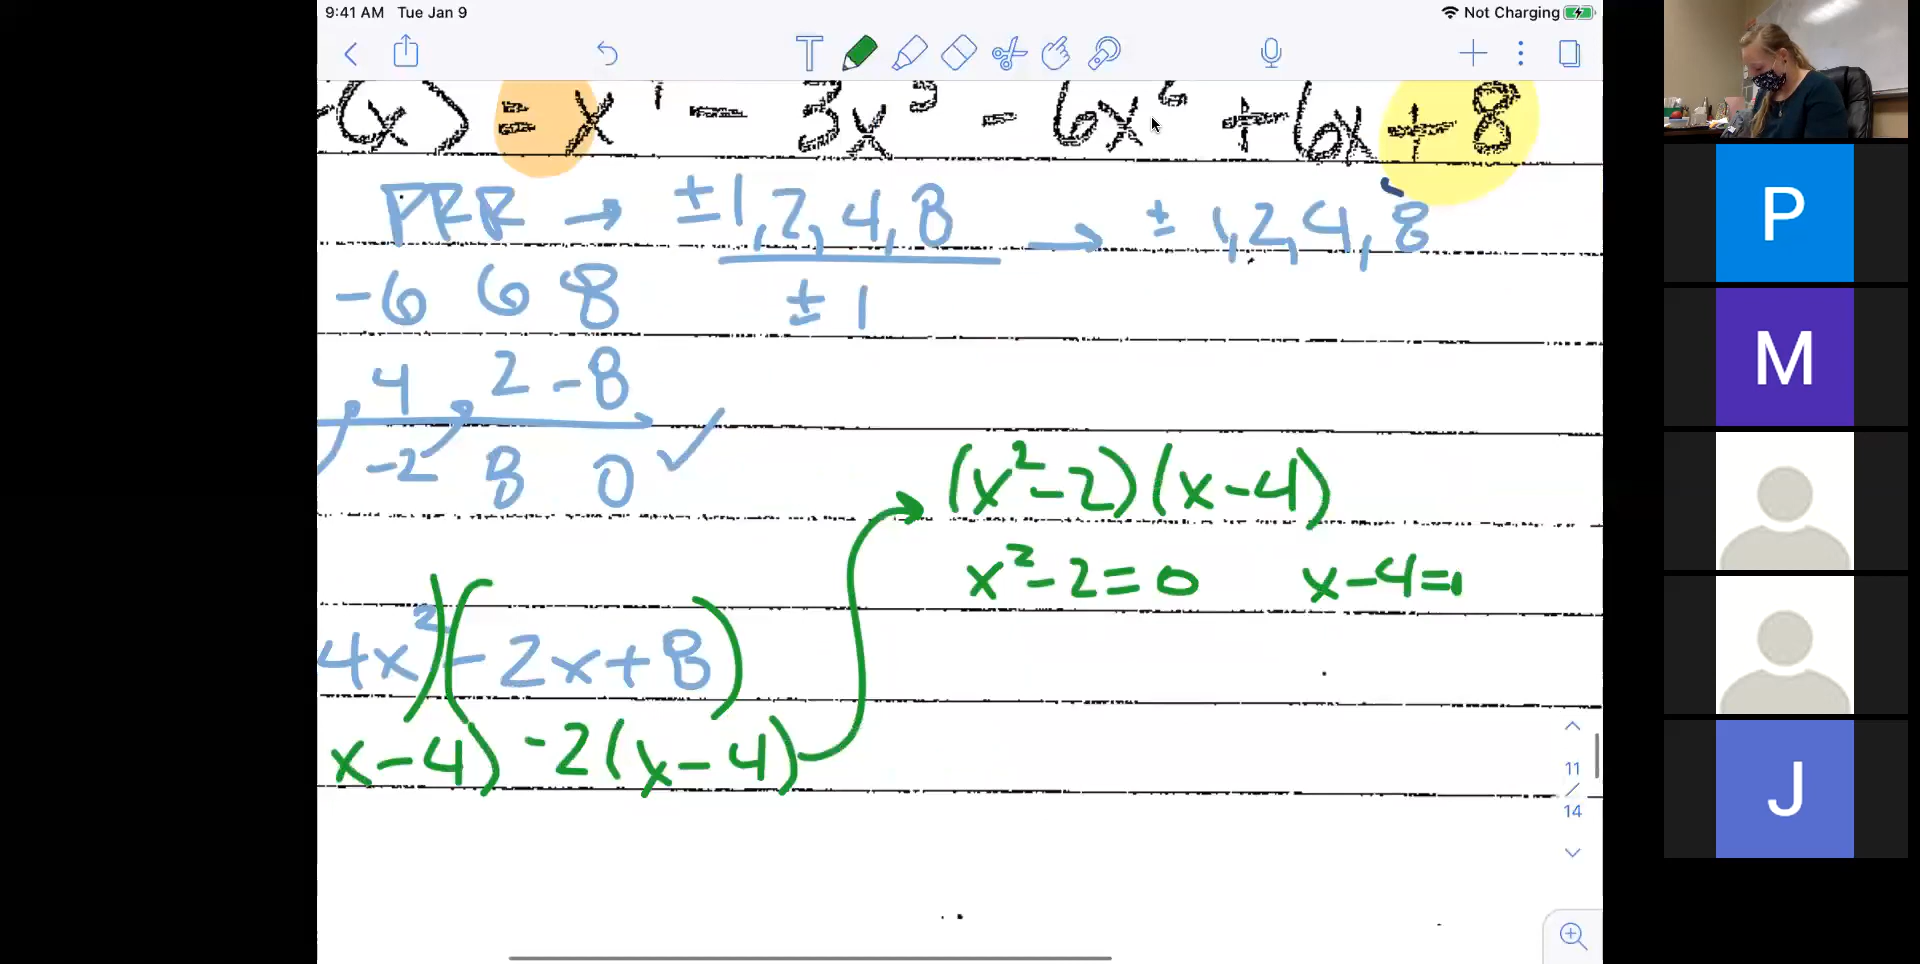 9:41 AM Tue Jan 9
Not Charging
(x) = x - 3x³ - 6x² + 6x + 8
PRR → ±1, 2, 4, 8 → ± 1, 2, 4, 8
-6 6 8 ± 1
4 2 -8
-2 8 0 ✓
(x²-2)(x-4)
x²-2=0 x-4=
4x²)(-2x+8)
x-4) -2(x-4)
11
/
14
T
P
M
J